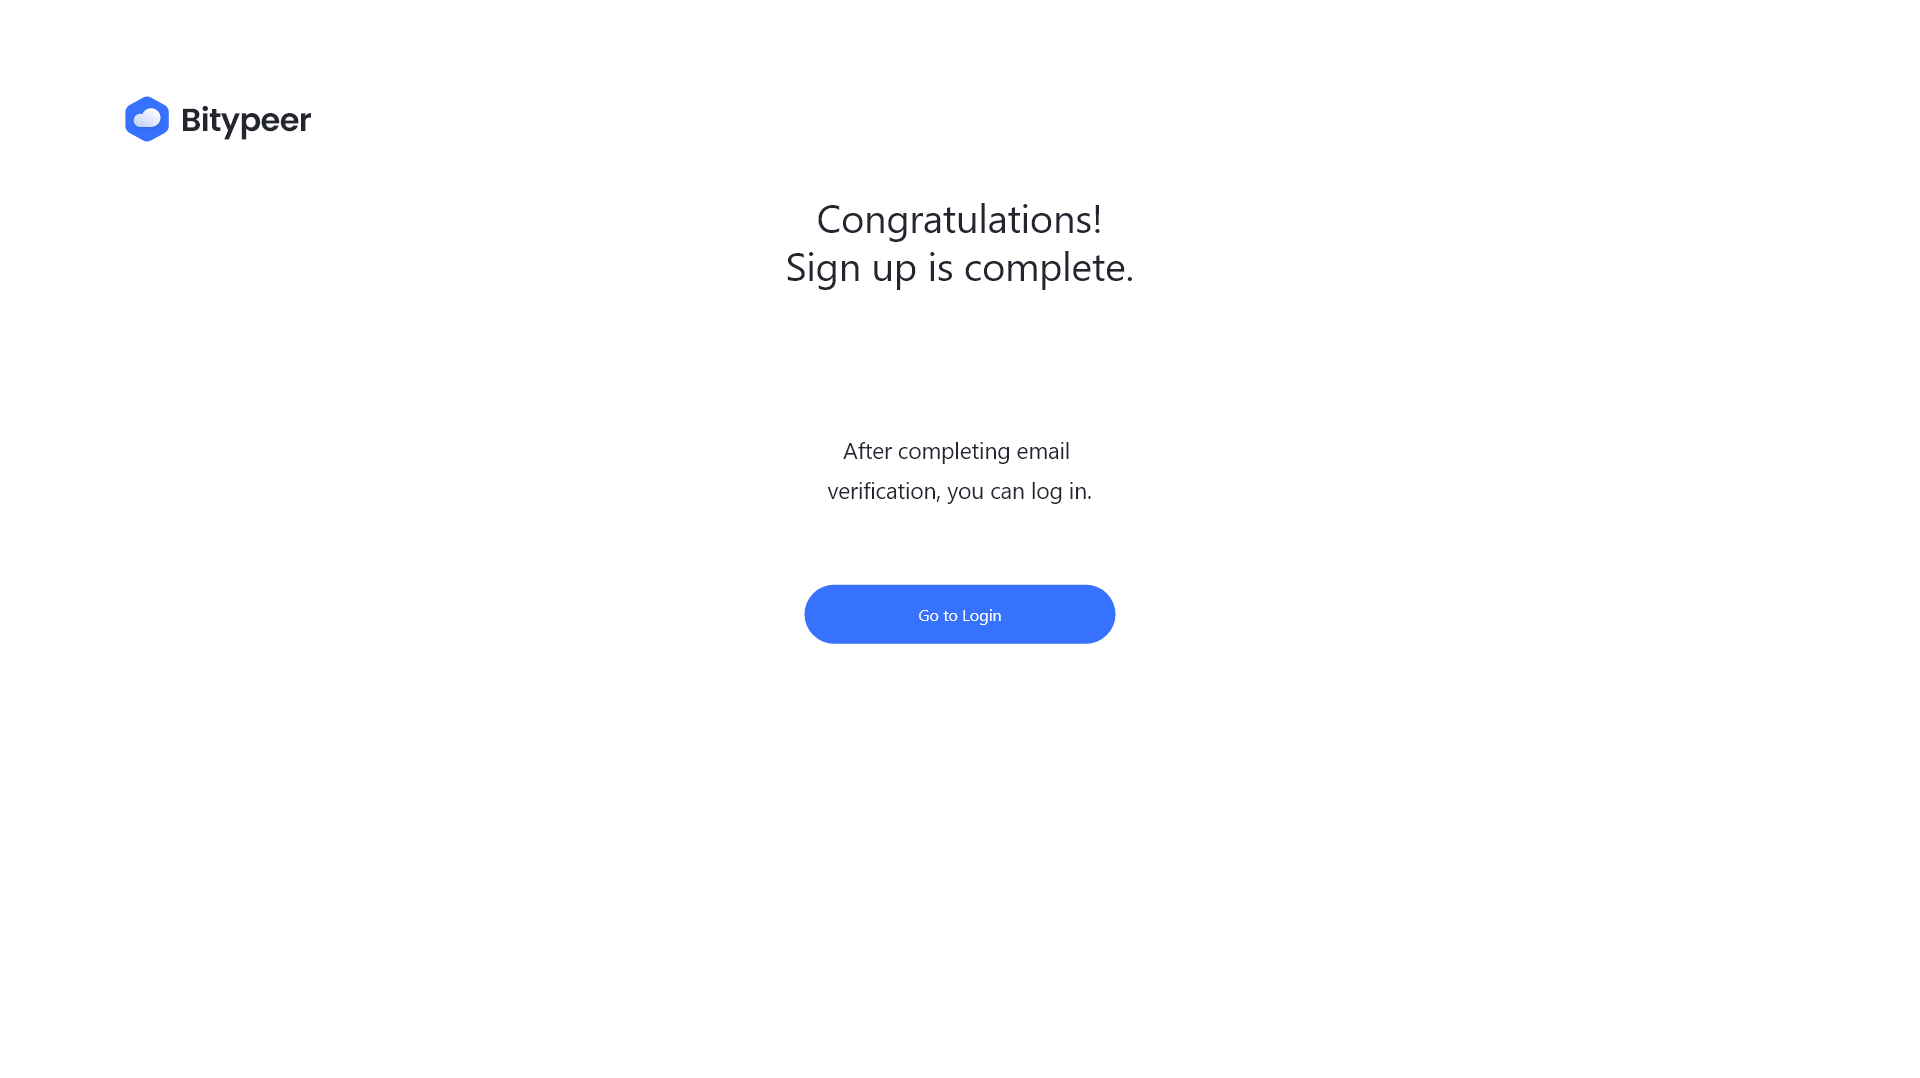 Bitypeer
Congratulations!
Sign up is complete.
After completing email
verification, you can log in.
Go to Login